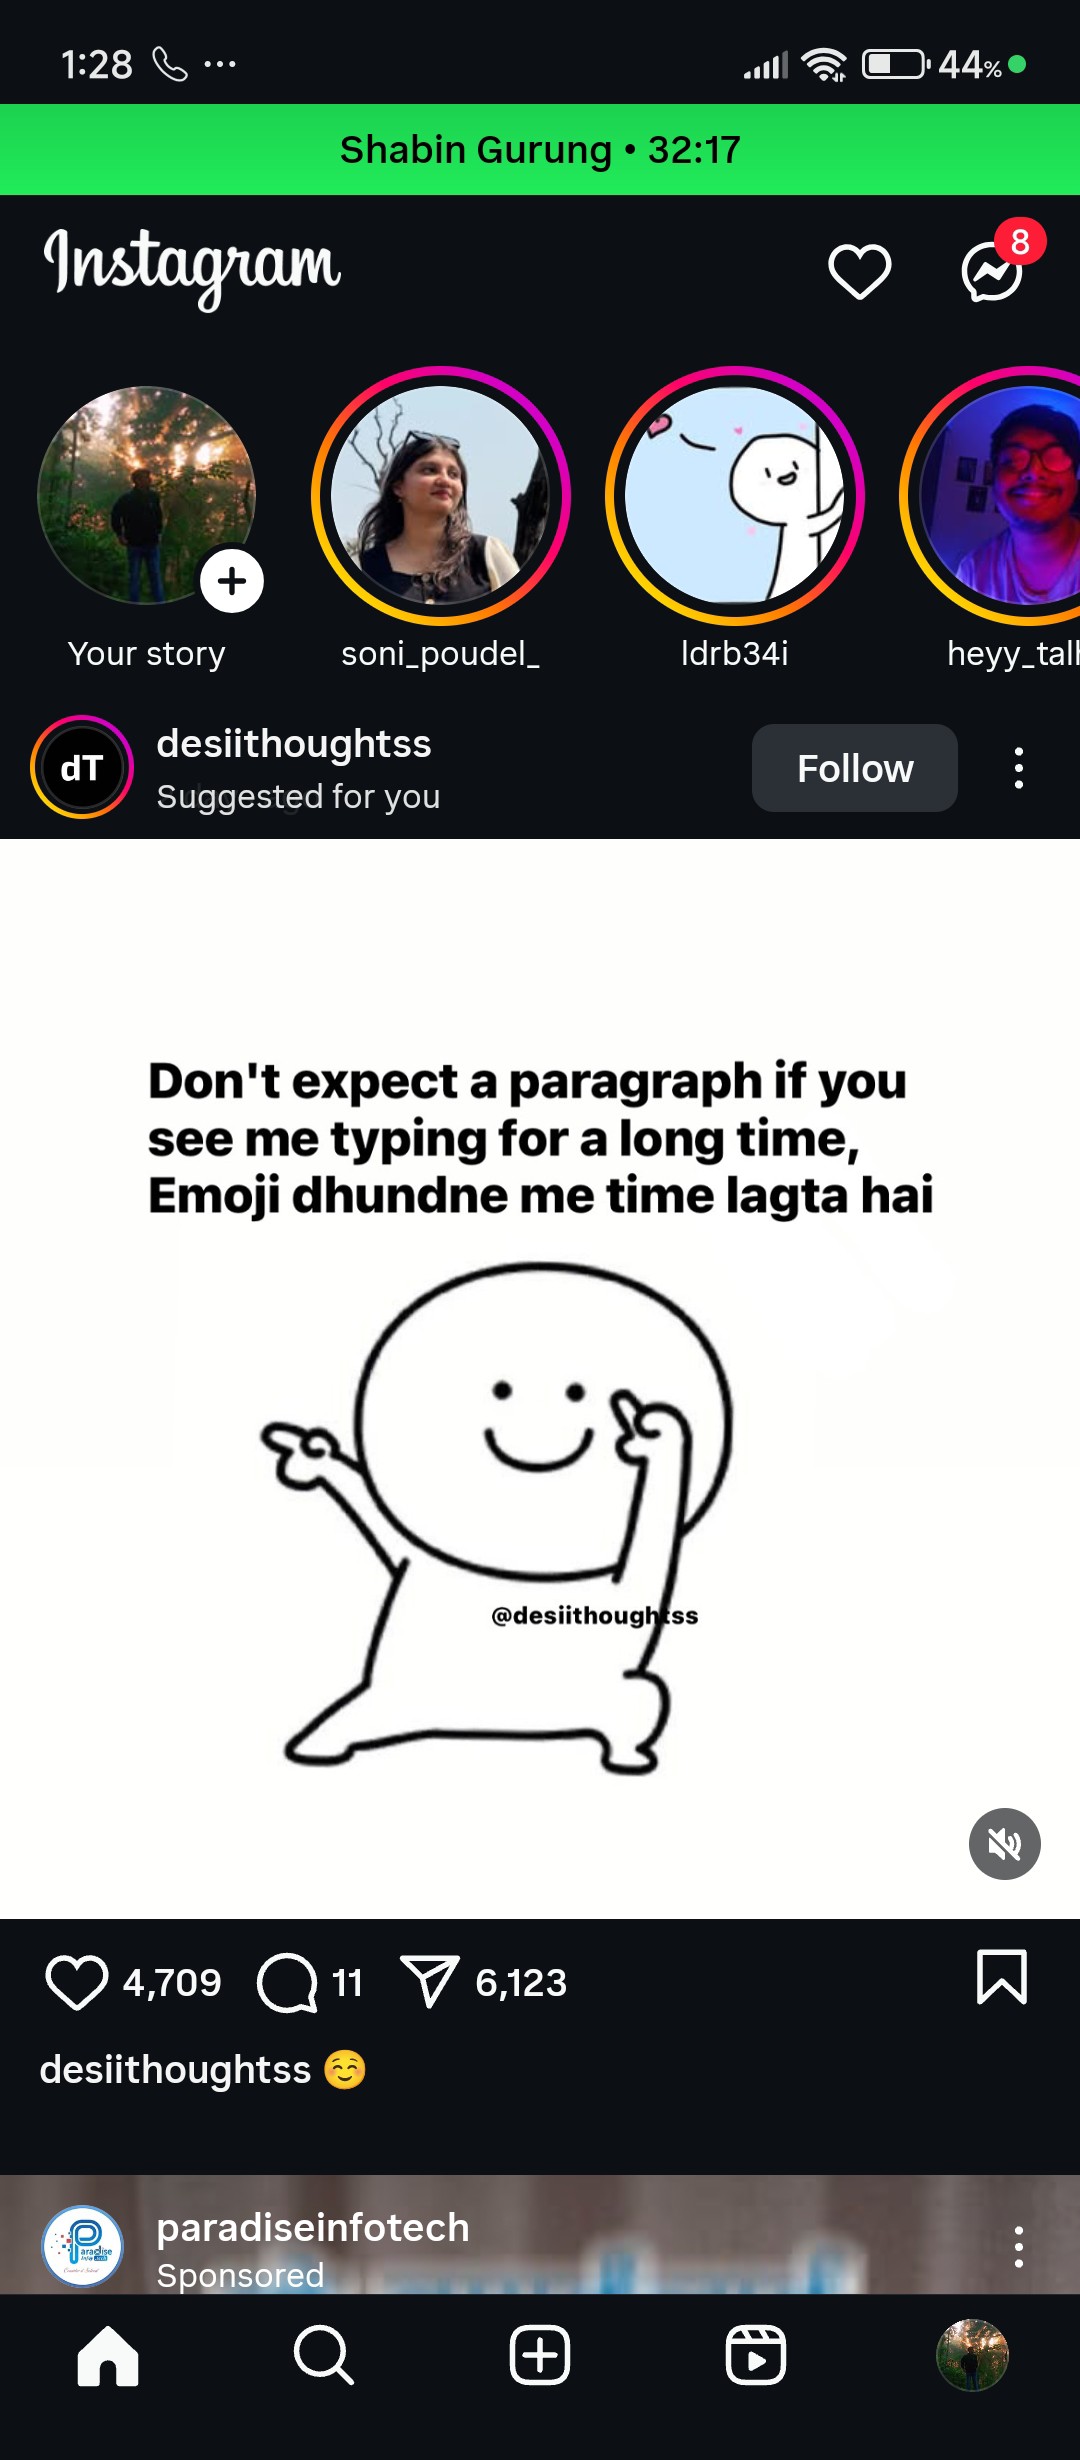 1:28
44%
Shabin Gurung • 32:17
Instagram
8
Your story
soni_poudel_
ldrb34i
heyy_tal
dT
desiithoughtss
Suggested for you
Follow
Don't expect a paragraph if you
see me typing for a long time,
Emoji dhundne me time lagta hai
@desiithoughtss
4,709
11
6,123
desiithoughtss ☺️
paradiseinfotech
Sponsored